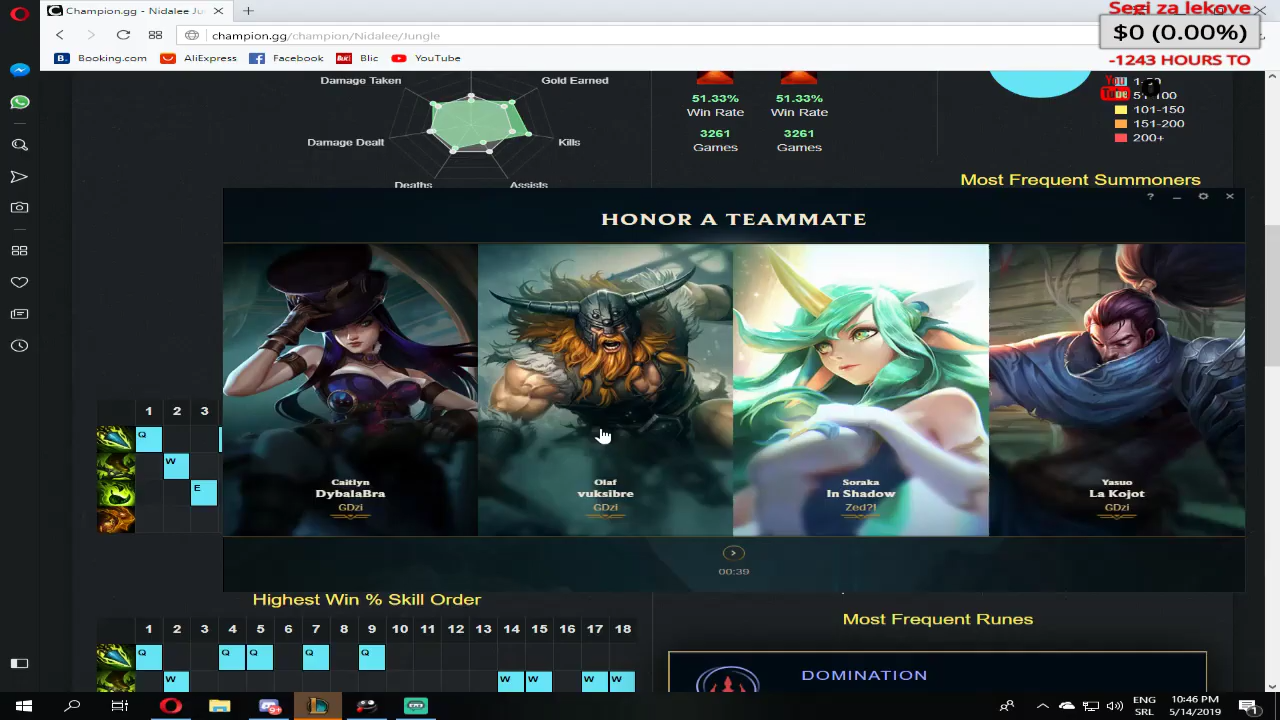 Champion.gg - Nidalee Jungl
Segi za lekove
$0 (0.00%)
-1243 HOURS TO
champion.gg/champion/Nidalee/Jungle
B. Booking.com AliExpress Facebook Blic YouTube
Damage Taken
Gold Earned
Damage Dealt
Kills
Deaths
Assists
51.33%
Win Rate
3261
Games
51.33%
Win Rate
3261
Games
101-150
151-200
200+
Most Frequent Summoners
HONOR A TEAMMATE
Caitlyn
DybalaBra
GDzi
Olaf
vuksibre
GDzi
Soraka
In Shadow
Zed?!
Yasuo
La Kojot
GDzi
00:39
1 2 3
Q
W
E
Highest Win % Skill Order
1 2 3 4 5 6 7 8 9 10 11 12 13 14 15 16 17 18
Q Q Q Q Q
W W W W W
Most Frequent Runes
DOMINATION
ENG
SRL
10:46 PM
5/14/2019